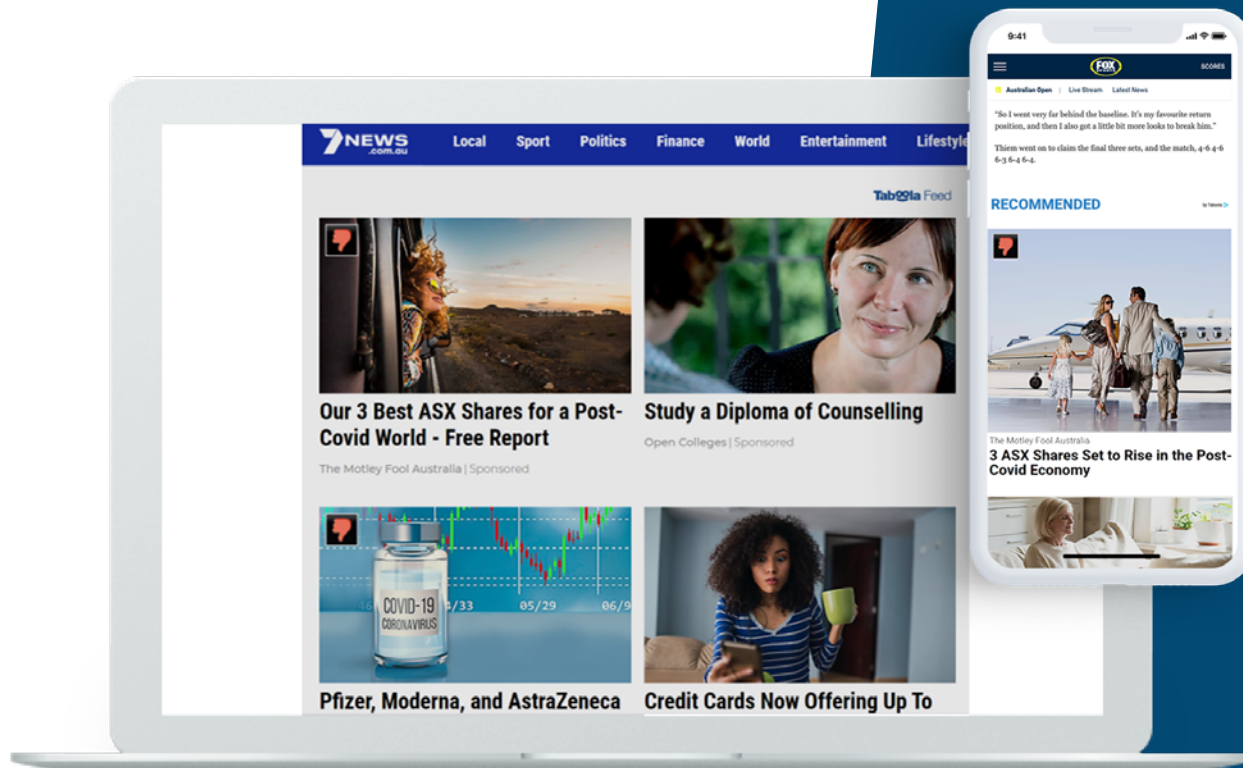 7NEWS
.com.au
Local Sport Politics Finance World Entertainment Lifestyle
Taboola Feed
Our 3 Best ASX Shares for a Post-
Covid World - Free Report
The Motley Fool Australia | Sponsored
Study a Diploma of Counselling
Open Colleges | Sponsored
COVID-19
CORONAVIRUS
4/33 05/29 06/9
Pfizer, Moderna, and AstraZeneca
Credit Cards Now Offering Up To
9:41
FOX
SPORTS
SCORES
Australian Open | Live Stream Latest News
"So I went very far behind the baseline. It's my favourite return
position, and then I also got a little bit more looks to break him."
Thiem went on to claim the final three sets, and the match, 4-6 4-6
6-3 6-4 6-4.
RECOMMENDED
by Taboola
The Motley Fool Australia
3 ASX Shares Set to Rise in the Post-
Covid Economy